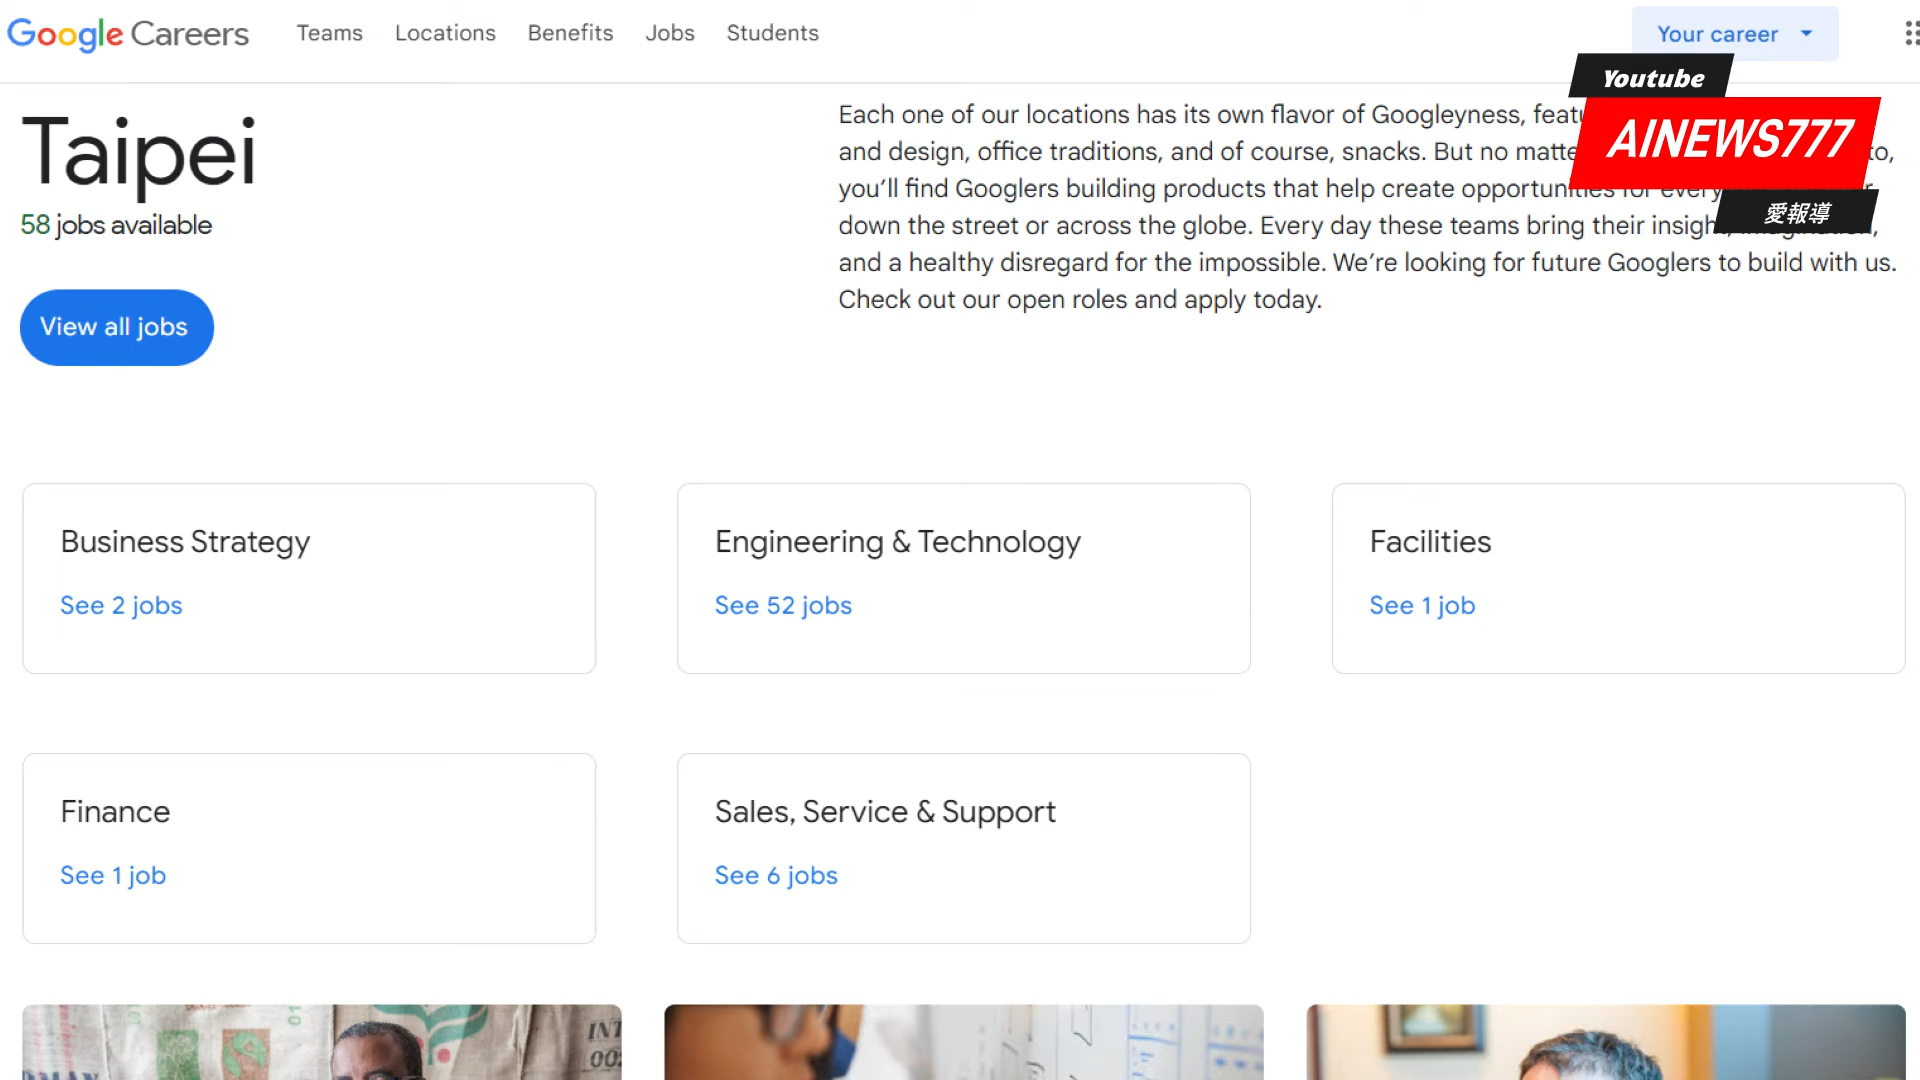 Google Careers
Teams
Locations
Benefits
Jobs
Students
Your career
Youtube
AINEWS777
愛報導
Taipei
58 jobs available
View all jobs
Each one of our locations has its own flavor of Googleyness,
and design, office traditions, and of course, snacks. But no
you’ll find Googlers building products that help create opportunities for
down the street or across the globe. Every day these teams bring their
and a healthy disregard for the impossible. We’re looking for future Googlers to build with us.
Check out our open roles and apply today.
Business Strategy
See 2 jobs
Engineering & Technology
See 52 jobs
Facilities
See 1 job
Finance
See 1 job
Sales, Service & Support
See 6 jobs